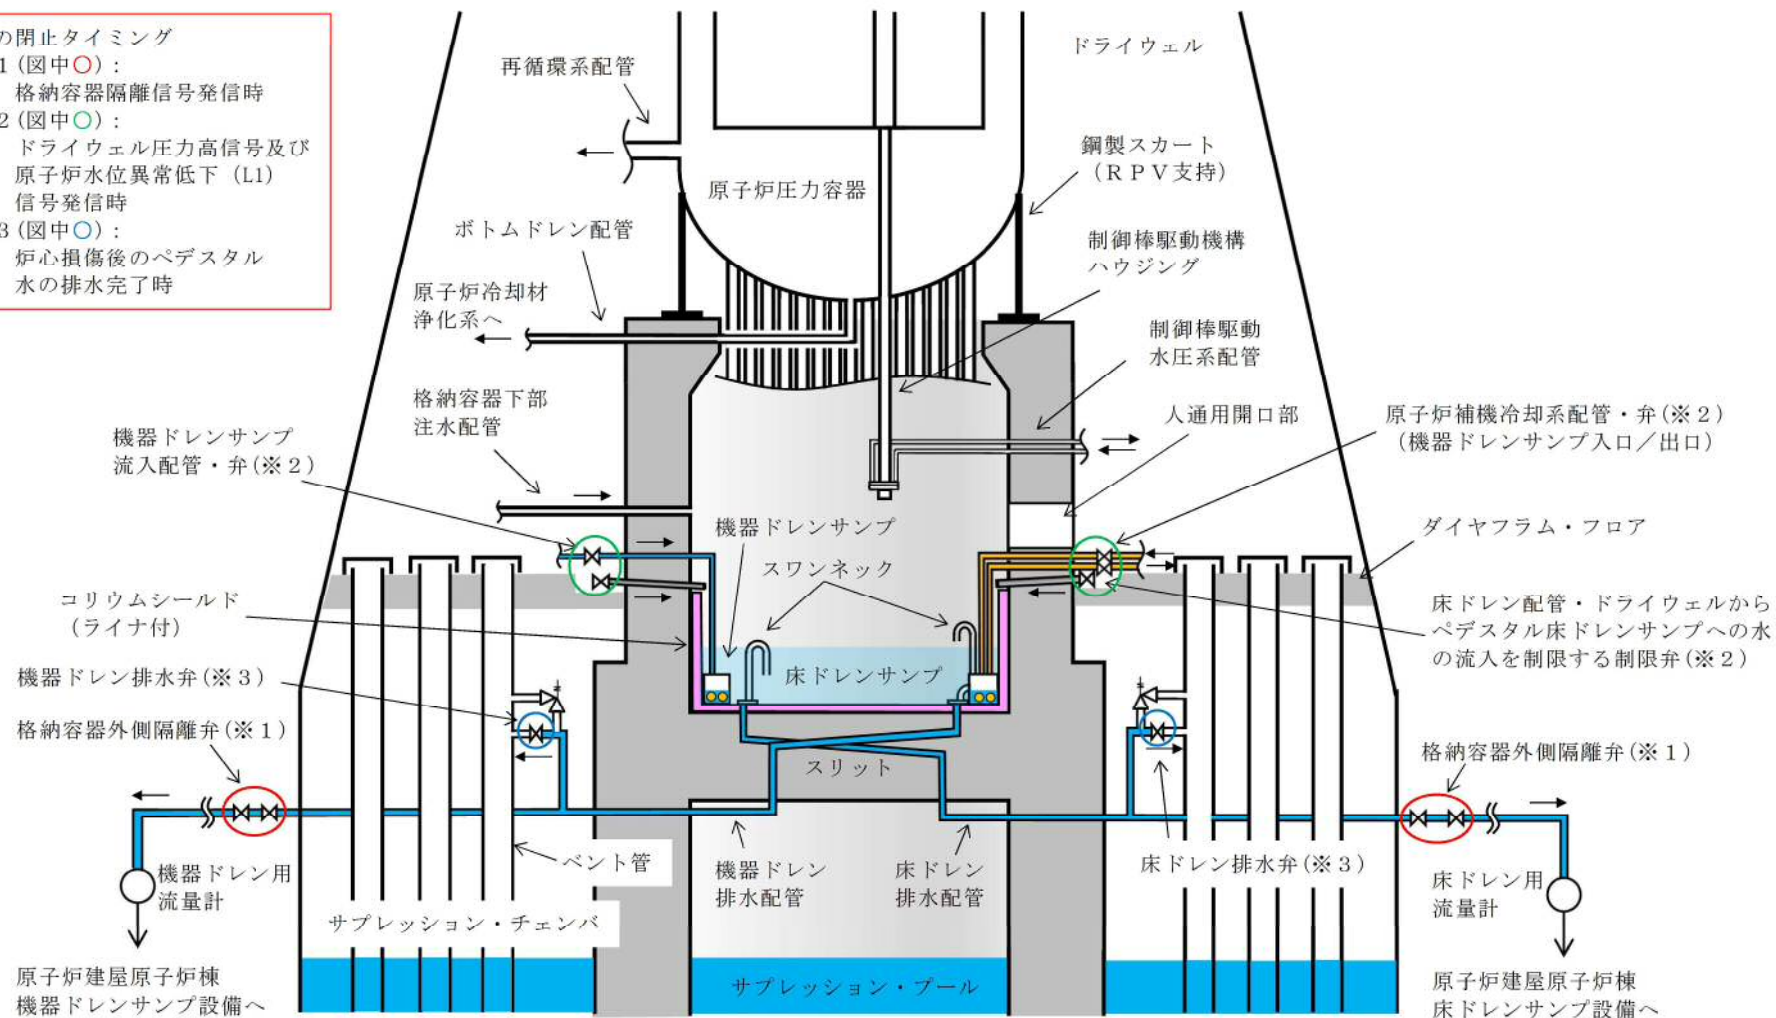 の閉止タイミング
1(図中○):
格納容器隔離信号発信時
2(図中○):
ドライウェル圧力高信号及び
原子炉水位異常低下(L1)
信号発信時
3(図中○):
炉心損傷後のペデスタル
水の排水完了時
ドライウェル
再循環系配管
鋼製スカート
(RPV支持)
原子炉圧力容器
ボトムドレン配管
制御棒駆動機構
ハウジング
原子炉冷却材
浄化系へ
制御棒駆動
水圧系配管
格納容器下部
注水配管
人通用開口部
原子炉補機冷却系配管・弁(※2)
(機器ドレンサンプ入口/出口)
機器ドレンサンプ
流入配管・弁(※2)
機器ドレンサンプ
ダイヤフラム・フロア
スワンネック
コリウムシールド
(ライナ付)
床ドレン配管・ドライウェルから
ペデスタル床ドレンサンプへの水
の流入を制限する制限弁(※2)
機器ドレン排水弁(※3)
床ドレンサンプ
格納容器外側隔離弁(※1)
スリット
格納容器外側隔離弁(※1)
機器ドレン用
流量計
ベント管
機器ドレン
排水配管
床ドレン
排水配管
床ドレン排水弁(※3)
床ドレン用
流量計
サプレッション・チェンバ
原子炉建屋原子炉棟
機器ドレンサンプ設備へ
サプレッション・プール
原子炉建屋原子炉棟
床ドレンサンプ設備へ